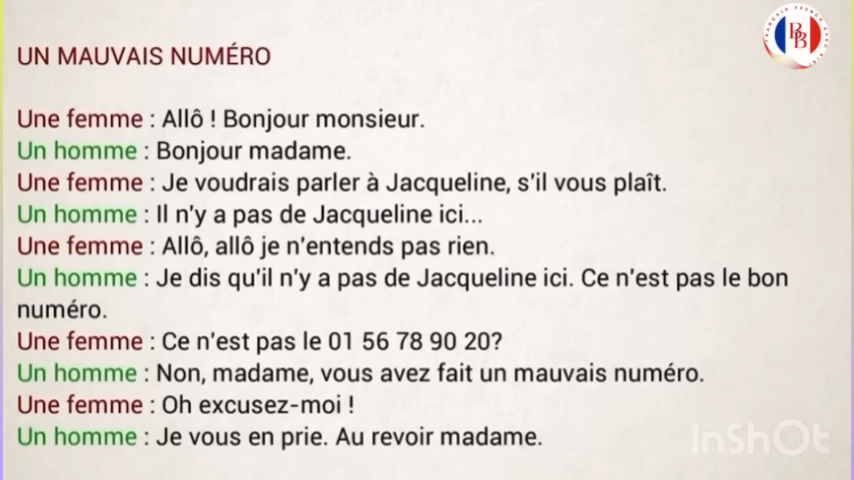 UN MAUVAIS NUMÉRO
Une femme : Allô ! Bonjour monsieur.
Un homme : Bonjour madame.
Une femme : Je voudrais parler à Jacqueline, s'il vous plaît.
Un homme : Il n'y a pas de Jacqueline ici...
Une femme : Allô, allô je n'entends pas rien.
Un homme : Je dis qu'il n'y a pas de Jacqueline ici. Ce n'est pas le bon
numéro.
Une femme : Ce n'est pas le 01 56 78 90 20?
Un homme : Non, madame, vous avez fait un mauvais numéro.
Une femme : Oh excusez-moi !
Un homme : Je vous en prie. Au revoir madame.
InShOt